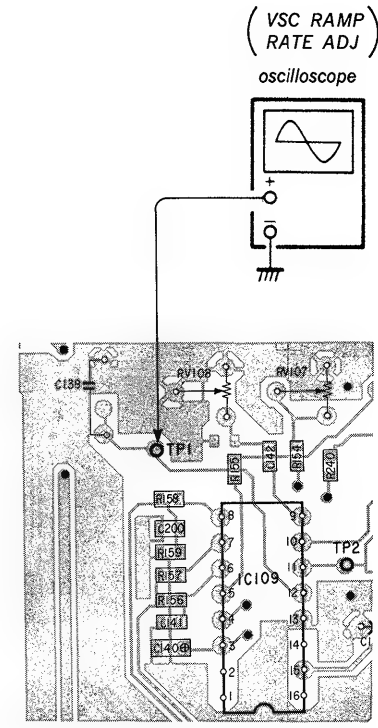 VSC RAMP
RATE ADJ
oscilloscope
+
−
RV108
RV107
C139
TP1
R155
C142
R154
R240
R158
C200
R159
R157
R156
C141
C140⊕
IC109
TP2
8
7
6
5
4
3
2
1
9
10
11
12
13
14
15
16
C1